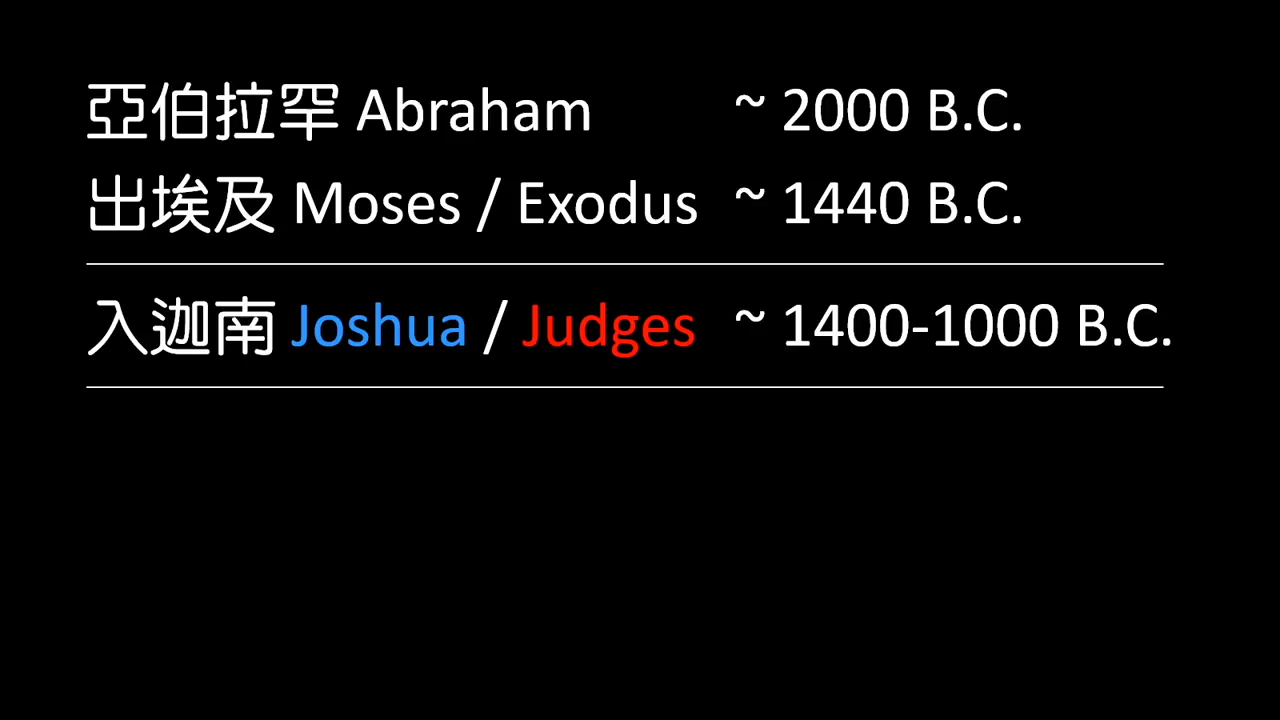 亞伯拉罕 Abraham ~ 2000 B.C.
出埃及 Moses / Exodus ~ 1440 B.C.
入迦南 Joshua / Judges ~ 1400-1000 B.C.